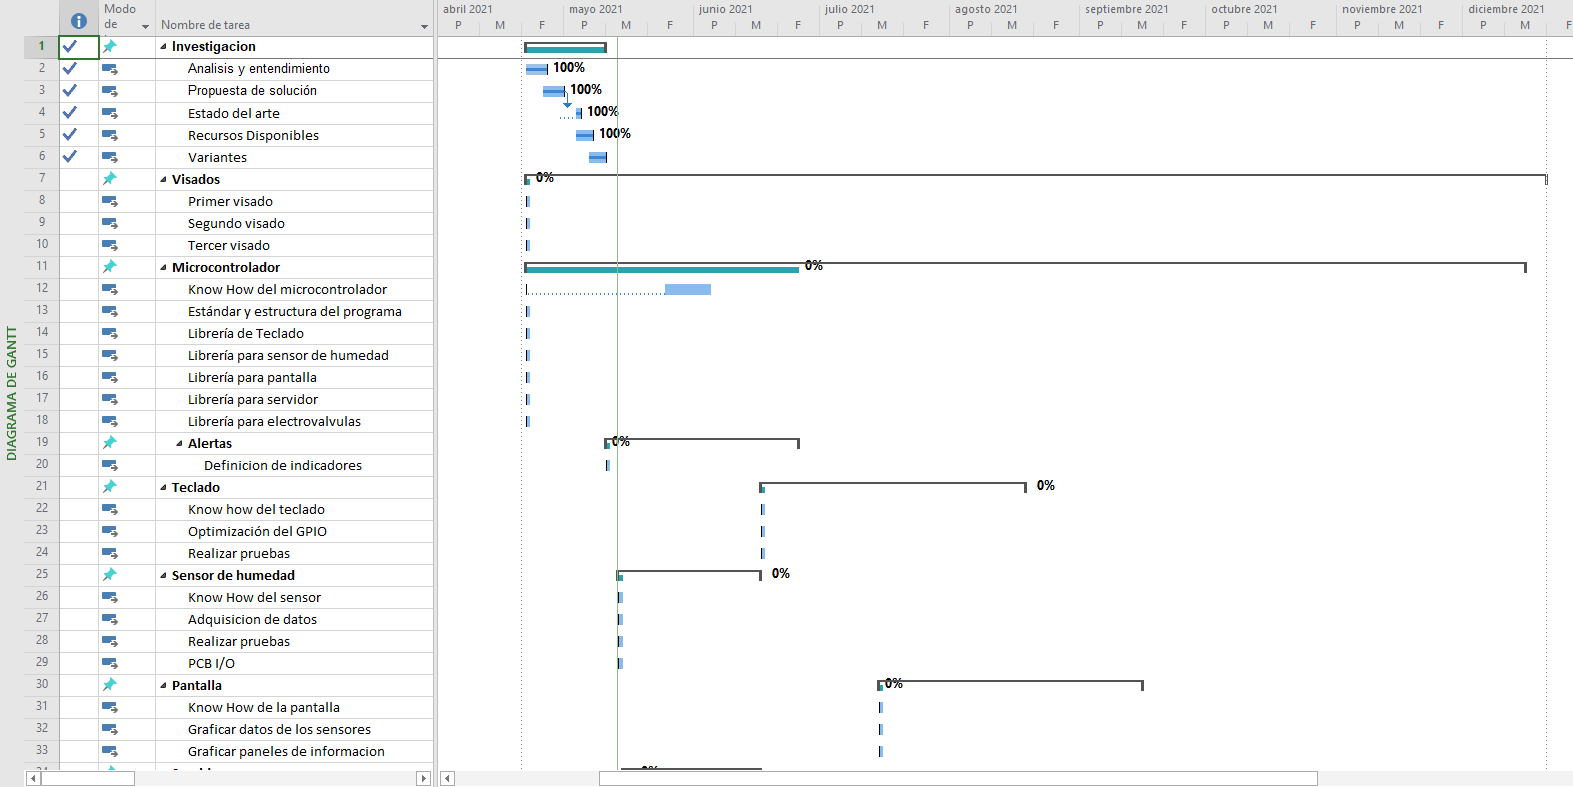 DIAGRAMA DE GANTT
Modo
de
Nombre de tarea
abril 2021 mayo 2021 junio 2021 julio 2021 agosto 2021 septiembre 2021 octubre 2021 noviembre 2021 diciembre 2021
P M F P M F P M F P M F P M F P M F P M F P M F P M F
1 Investigacion
2 Analisis y entendimiento 100%
3 Propuesta de solución 100%
4 Estado del arte 100%
5 Recursos Disponibles 100%
6 Variantes
7 Visados 0%
8 Primer visado
9 Segundo visado
10 Tercer visado
11 Microcontrolador 0%
12 Know How del microcontrolador
13 Estándar y estructura del programa
14 Librería de Teclado
15 Librería para sensor de humedad
16 Librería para pantalla
17 Librería para servidor
18 Librería para electrovalvulas
19 Alertas 0%
20 Definicion de indicadores
21 Teclado 0%
22 Know how del teclado
23 Optimización del GPIO
24 Realizar pruebas
25 Sensor de humedad 0%
26 Know How del sensor
27 Adquisicion de datos
28 Realizar pruebas
29 PCB I/O
30 Pantalla 0%
31 Know How de la pantalla
32 Graficar datos de los sensores
33 Graficar paneles de informacion